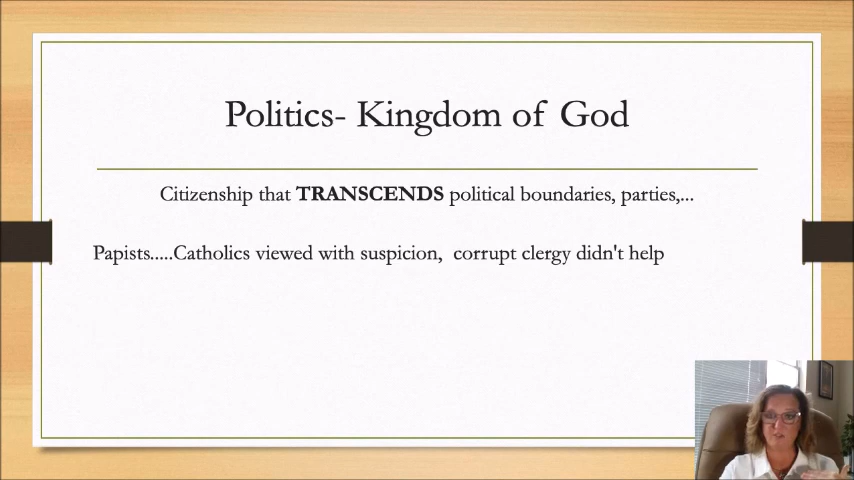 Politics- Kingdom of God
Citizenship that TRANSCENDS political boundaries, parties,...
Papists.....Catholics viewed with suspicion,  corrupt clergy didn't help